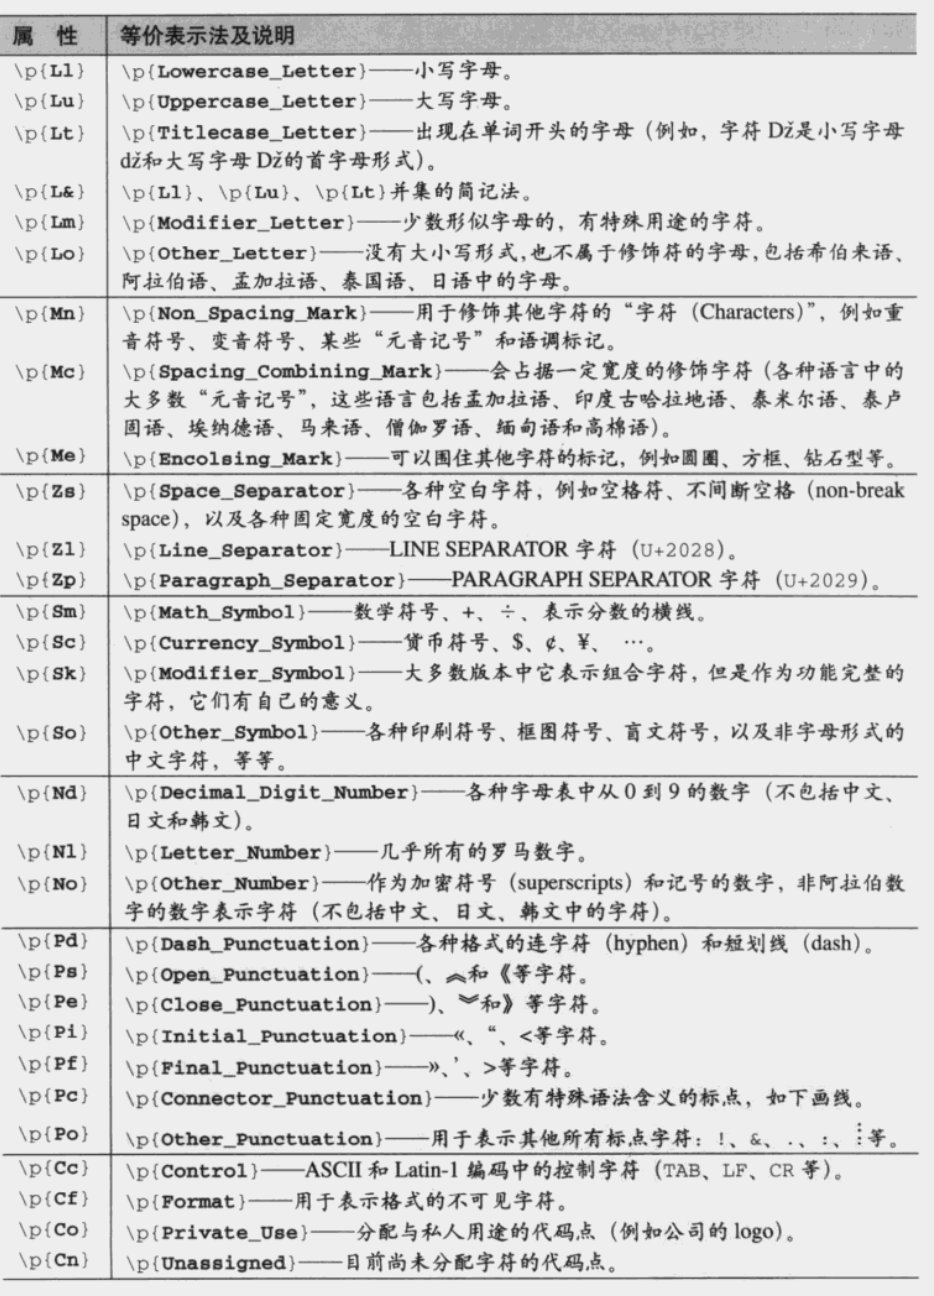 属 性 等价表示法及说明
\p{Ll} \p{Lowercase_Letter}——小写字母。
\p{Lu} \p{Uppercase_Letter}——大写字母。
\p{Lt} \p{Titlecase_Letter}——出现在单词开头的字母（例如，字符 Dž是小写字母
dž和大写字母 DŽ的首字母形式）。
\p{L&} \p{Ll}、\p{Lu}、\p{Lt}并集的简记法。
\p{Lm} \p{Modifier_Letter}——少数形似字母的，有特殊用途的字符。
\p{Lo} \p{Other_Letter}——没有大小写形式，也不属于修饰符的字母，包括希伯来语、
阿拉伯语、孟加拉语、泰国语、日语中的字母。
\p{Mn} \p{Non_Spacing_Mark}——用于修饰其他字符的“字符（Characters）”，例如重
音符号、变音符号、某些“元音记号”和语调标记。
\p{Mc} \p{Spacing_Combining_Mark}——会占据一定宽度的修饰字符（各种语言中的
大多数“元音记号”，这些语言包括孟加拉语、印度古哈拉地语、泰米尔语、泰卢
固语、埃纳德语、马来语、僧伽罗语、缅甸语和高棉语）。
\p{Me} \p{Encolsing_Mark}——可以围住其他字符的标记，例如圆圈、方框、钻石型等。
\p{Zs} \p{Space_Separator}——各种空白字符，例如空格符、不间断空格（non-break
space），以及各种固定宽度的空白字符。
\p{Zl} \p{Line_Separator}——LINE SEPARATOR 字符（U+2028）。
\p{Zp} \p{Paragraph_Separator}——PARAGRAPH SEPARATOR 字符（U+2029）。
\p{Sm} \p{Math_Symbol}——数学符号、+、÷、表示分数的横线。
\p{Sc} \p{Currency_Symbol}——货币符号、$、¢、¥、 …。
\p{Sk} \p{Modifier_Symbol}——大多数版本中它表示组合字符，但是作为功能完整的
字符，它们有自己的意义。
\p{So} \p{Other_Symbol}——各种印刷符号、框图符号、盲文符号，以及非字母形式的
中文字符，等等。
\p{Nd} \p{Decimal_Digit_Number}——各种字母表中从 0 到 9 的数字（不包括中文、
日文和韩文）。
\p{Nl} \p{Letter_Number}——几乎所有的罗马数字。
\p{No} \p{Other_Number}——作为加密符号（superscripts）和记号的数字，非阿拉伯数
字的数字表示字符（不包括中文、日文、韩文中的字符）。
\p{Pd} \p{Dash_Punctuation}——各种格式的连字符（hyphen）和短划线（dash）。
\p{Ps} \p{Open_Punctuation}——(、︽和《等字符。
\p{Pe} \p{Close_Punctuation}——)、︾和》等字符。
\p{Pi} \p{Initial_Punctuation}——«、“、<等字符。
\p{Pf} \p{Final_Punctuation}——»、’、>等字符。
\p{Pc} \p{Connector_Punctuation}——少数有特殊语法含义的标点，如下画线。
\p{Po} \p{Other_Punctuation}——用于表示其他所有标点字符：!、&、.、:、⋮等。
\p{Cc} \p{Control}——ASCII 和 Latin-1 编码中的控制字符（TAB、LF、CR 等）。
\p{Cf} \p{Format}——用于表示格式的不可见字符。
\p{Co} \p{Private_Use}——分配与私人用途的代码点（例如公司的 logo）。
\p{Cn} \p{Unassigned}——目前尚未分配字符的代码点。